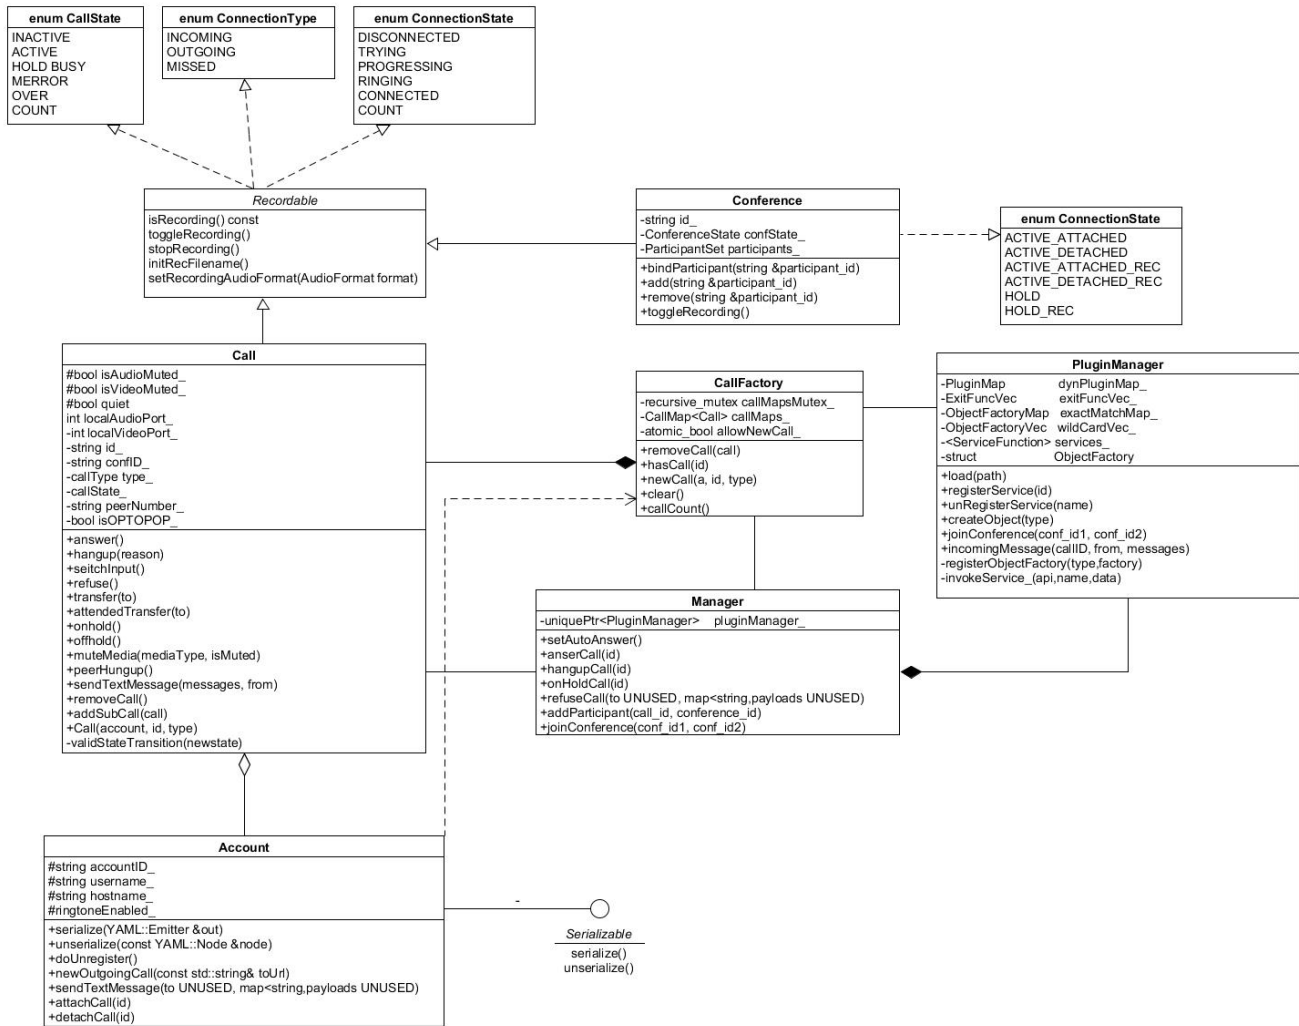 enum CallState
INACTIVE
ACTIVE
HOLD BUSY
MERROR
OVER
COUNT
enum ConnectionType
INCOMING
OUTGOING
MISSED
enum ConnectionState
DISCONNECTED
TRYING
PROGRESSING
RINGING
CONNECTED
COUNT
Recordable
isRecording() const
toggleRecording()
stopRecording()
initRecFilename()
setRecordingAudioFormat(AudioFormat format)
Conference
-string id_
-ConferenceState confState_
-ParticipantSet participants_
+bindParticipant(string &participant_id)
+add(string &participant_id)
+remove(string &participant_id)
+toggleRecording()
enum ConnectionState
ACTIVE_ATTACHED
ACTIVE_DETACHED
ACTIVE_ATTACHED_REC
ACTIVE_DETACHED_REC
HOLD
HOLD_REC
Call
#bool isAudioMuted_
#bool isVideoMuted_
#bool quiet
int localAudioPort_
-int localVideoPort_
-string id_
-string confID_
-callType type_
-callState_
-string peerNumber_
-bool isOPTOPOP_
+answer()
+hangup(reason)
+seitchInput()
+refuse()
+transfer(to)
+attendedTransfer(to)
+onhold()
+offhold()
+muteMedia(mediaType, isMuted)
+peerHungup()
+sendTextMessage(messages, from)
+removeCall()
+addSubCall(call)
+Call(account, id, type)
-validStateTransition(newstate)
CallFactory
-recursive_mutex callMapsMutex_
-CallMap<Call> callMaps_
-atomic_bool allowNewCall_
+removeCall(call)
+hasCall(id)
+newCall(a, id, type)
+clear()
+callCount()
PluginManager
-PluginMap dynPluginMap_
-ExitFuncVec exitFuncVec_
-ObjectFactoryMap exactMatchMap_
-ObjectFactoryVec wildCardVec_
-<ServiceFunction> services_
-struct ObjectFactory
+load(path)
+registerService(id)
+unRegisterService(name)
+createObject(type)
+joinConference(conf_id1, conf_id2)
+incomingMessage(callID, from, messages)
-registerObjectFactory(type,factory)
-invokeService_(api,name,data)
Manager
-uniquePtr<PluginManager> pluginManager_
+setAutoAnswer()
+anserCall(id)
+hangupCall(id)
+onHoldCall(id)
+refuseCall(to UNUSED, map<string,payloads UNUSED)
+addParticipant(call_id, conference_id)
+joinConference(conf_id1, conf_id2)
Account
#string accountID_
#string username_
#string hostname_
#ringtoneEnabled_
+serialize(YAML::Emitter &out)
+unserialize(const YAML::Node &node)
+doUnregister()
+newOutgoingCall(const std::string& toUrl)
+sendTextMessage(to UNUSED, map<string,payloads UNUSED)
+attachCall(id)
+detachCall(id)
-
Serializable
serialize()
unserialize()